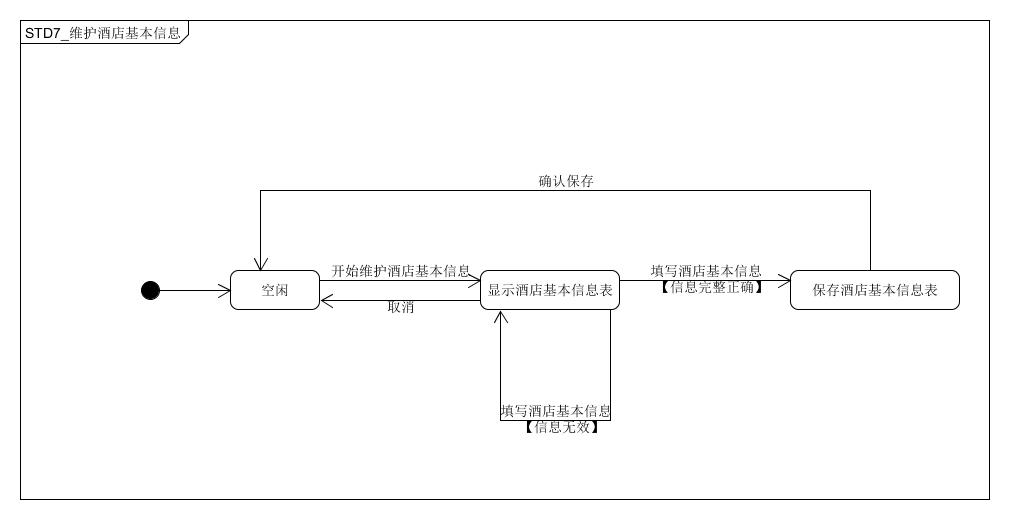 STD7_维护酒店基本信息
确认保存
开始维护酒店基本信息
填写酒店基本信息
【信息完整正确】
空闲
显示酒店基本信息表
保存酒店基本信息表
取消
填写酒店基本信息
【信息无效】